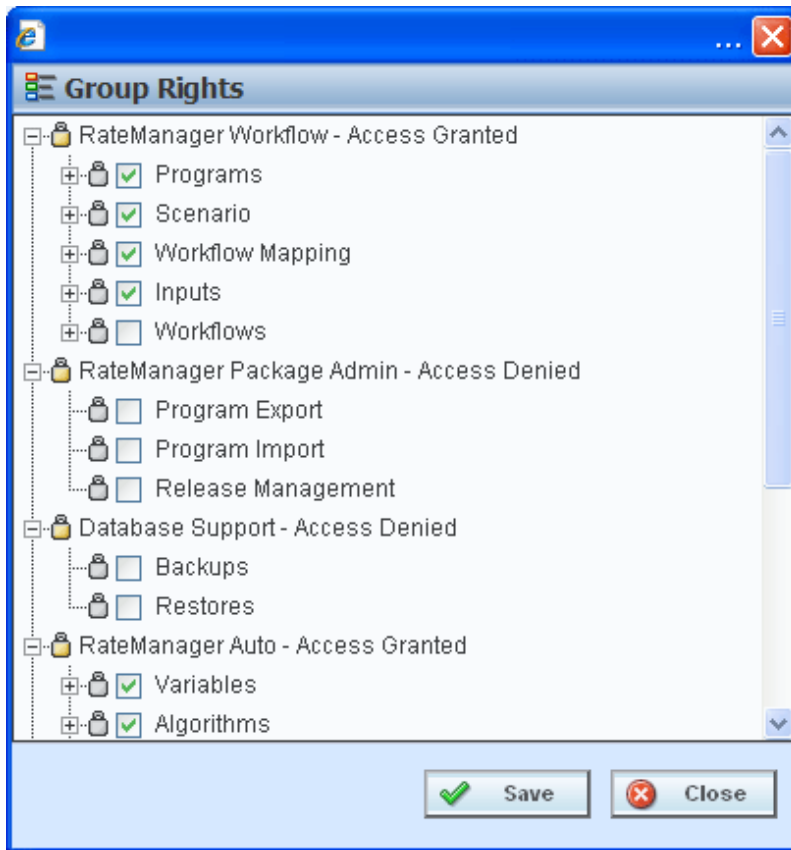 ...
Group Rights
RateManager Workflow - Access Granted
Programs
Scenario
Workflow Mapping
Inputs
Workflows
RateManager Package Admin - Access Denied
Program Export
Program Import
Release Management
Database Support - Access Denied
Backups
Restores
RateManager Auto - Access Granted
Variables
Algorithms
Save Close